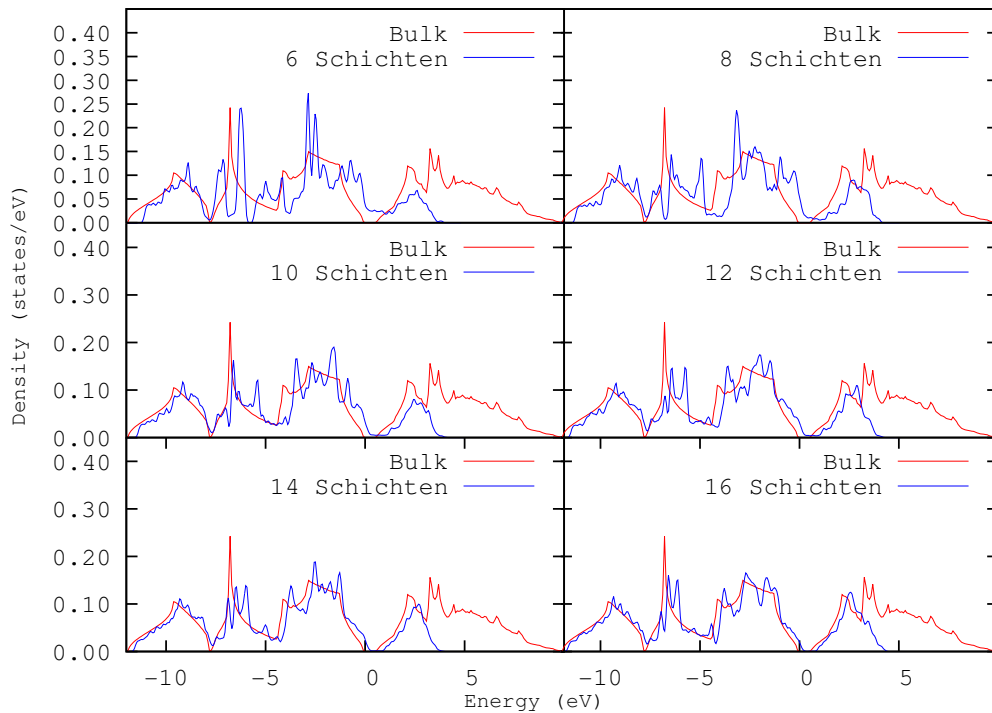 0.40
0.35
0.30
0.25
0.20
0.15
0.10
0.05
0.00
Bulk
6 Schichten
Bulk
8 Schichten
0.40
0.30
0.20
0.10
0.00
Bulk
10 Schichten
Bulk
12 Schichten
Density (states/eV)
0.40
0.30
0.20
0.10
0.00
Bulk
14 Schichten
Bulk
16 Schichten
−10 −5 0 5 −10 −5 0 5
Energy (eV)